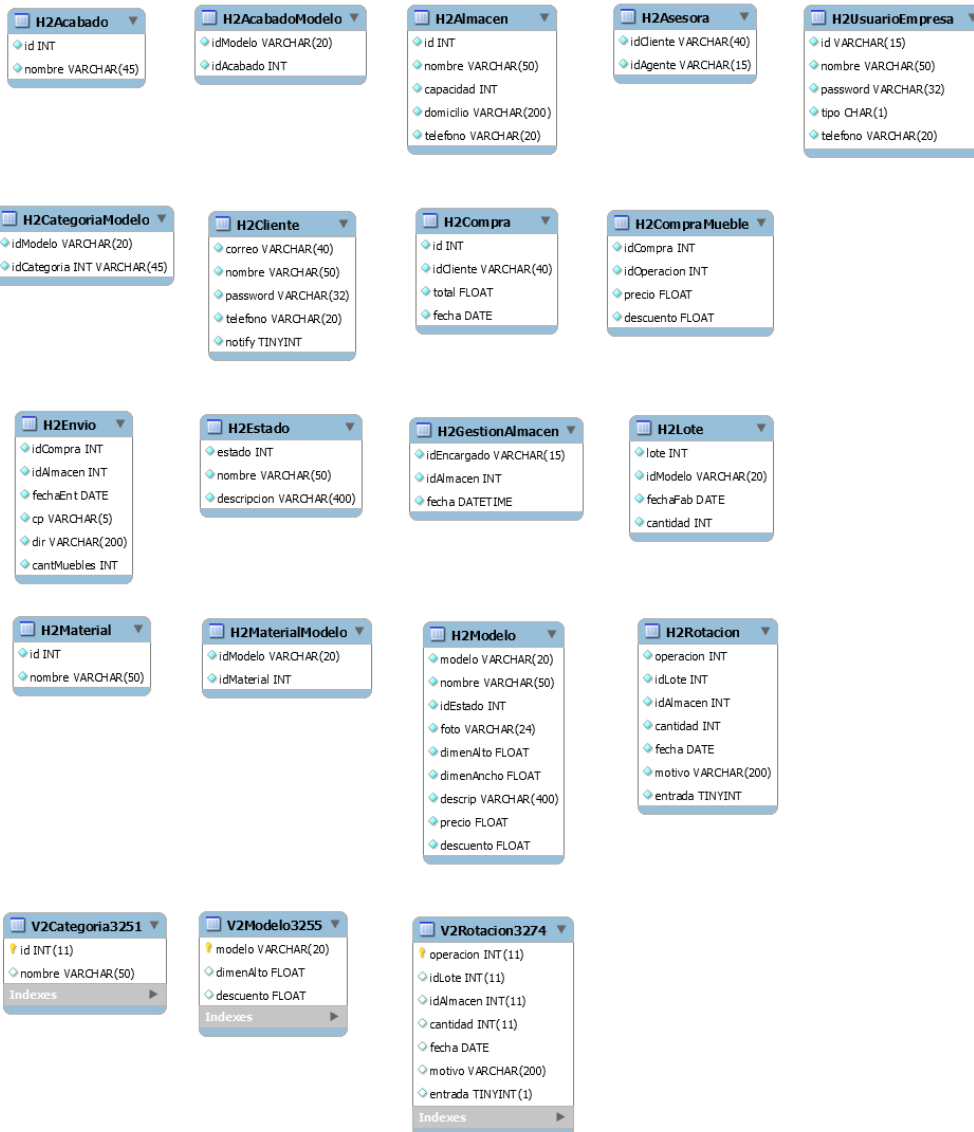 H2Acabado
id INT
nombre VARCHAR(45)
H2AcabadoModelo
idModelo VARCHAR(20)
idAcabado INT
H2Almacen
id INT
nombre VARCHAR(50)
capacidad INT
domicilio VARCHAR(200)
telefono VARCHAR(20)
H2Asesora
idCliente VARCHAR(40)
idAgente VARCHAR(15)
H2UsuarioEmpresa
id VARCHAR(15)
nombre VARCHAR(50)
password VARCHAR(32)
tipo CHAR(1)
telefono VARCHAR(20)
H2CategoriaModelo
idModelo VARCHAR(20)
idCategoria INT VARCHAR(45)
H2Cliente
correo VARCHAR(40)
nombre VARCHAR(50)
password VARCHAR(32)
telefono VARCHAR(20)
notify TINYINT
H2Compra
id INT
idCliente VARCHAR(40)
total FLOAT
fecha DATE
H2CompraMueble
idCompra INT
idOperacion INT
precio FLOAT
descuento FLOAT
H2Envio
idCompra INT
idAlmacen INT
fechaEnt DATE
cp VARCHAR(5)
dir VARCHAR(200)
cantMuebles INT
H2Estado
estado INT
nombre VARCHAR(50)
descripcion VARCHAR(400)
H2GestionAlmacen
idEncargado VARCHAR(15)
idAlmacen INT
fecha DATETIME
H2Lote
lote INT
idModelo VARCHAR(20)
fechaFab DATE
cantidad INT
H2Material
id INT
nombre VARCHAR(50)
H2MaterialModelo
idModelo VARCHAR(20)
idMaterial INT
H2Modelo
modelo VARCHAR(20)
nombre VARCHAR(50)
idEstado INT
foto VARCHAR(24)
dimenAlto FLOAT
dimenAncho FLOAT
descrip VARCHAR(400)
precio FLOAT
descuento FLOAT
H2Rotacion
operacion INT
idLote INT
idAlmacen INT
cantidad INT
fecha DATE
motivo VARCHAR(200)
entrada TINYINT
V2Categoria3251
id INT(11)
nombre VARCHAR(50)
Indexes
V2Modelo3255
modelo VARCHAR(20)
dimenAlto FLOAT
descuento FLOAT
Indexes
V2Rotacion3274
operacion INT(11)
idLote INT(11)
idAlmacen INT(11)
cantidad INT(11)
fecha DATE
motivo VARCHAR(200)
entrada TINYINT(1)
Indexes